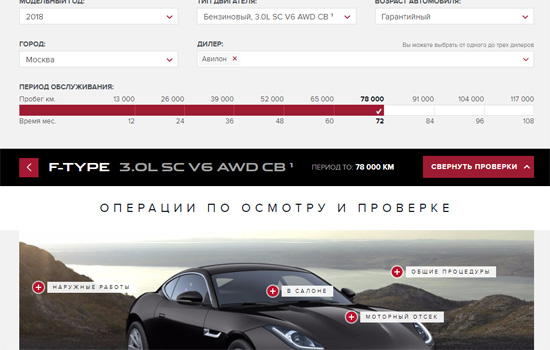 МОДЕЛЬНЫЙ ГОД: ТИП ДВИГАТЕЛЯ: ВОЗРАСТ АВТОМОБИЛЯ:
2018 Бензиновый, 3.0L SC V6 AWD CB ¹ Гарантийный
ГОРОД: ДИЛЕР: Вы можете выбрать от одного до трех дилеров
Москва Авилон ×
ПЕРИОД ОБСЛУЖИВАНИЯ:
Пробег км. 13 000 26 000 39 000 52 000 65 000 78 000 91 000 104 000 117 000
Время мес. 12 24 36 48 60 72 84 96 108
F-TYPE 3.0L SC V6 AWD CB ¹ ПЕРИОД ТО: 78 000 КМ СВЕРНУТЬ ПРОВЕРКИ
ОПЕРАЦИИ ПО ОСМОТРУ И ПРОВЕРКЕ
ОБЩИЕ ПРОЦЕДУРЫ
НАРУЖНЫЕ РАБОТЫ
В САЛОНЕ
МОТОРНЫЙ ОТСЕК